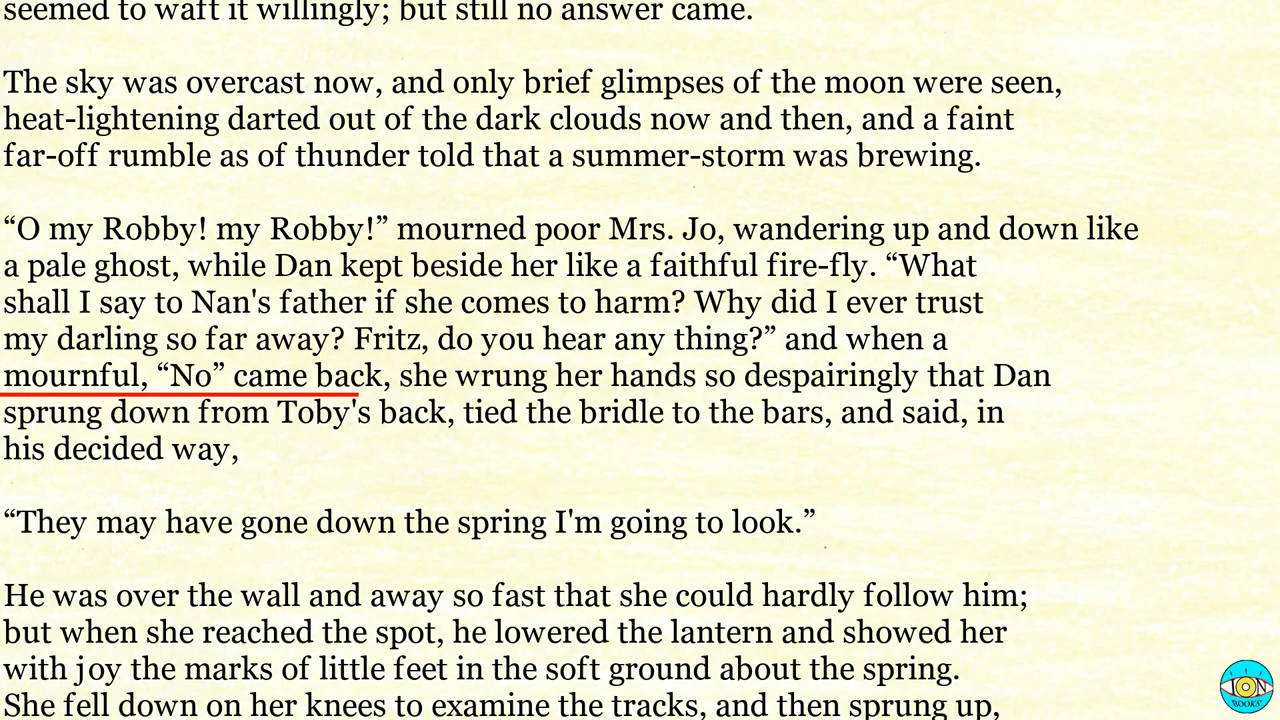 seemed to waft it willingly; but still no answer came.
The sky was overcast now, and only brief glimpses of the moon were seen,
heat-lightening darted out of the dark clouds now and then, and a faint
far-off rumble as of thunder told that a summer-storm was brewing.
“O my Robby! my Robby!” mourned poor Mrs. Jo, wandering up and down like
a pale ghost, while Dan kept beside her like a faithful fire-fly. “What
shall I say to Nan's father if she comes to harm? Why did I ever trust
my darling so far away? Fritz, do you hear any thing?” and when a
mournful, “No” came back, she wrung her hands so despairingly that Dan
sprung down from Toby's back, tied the bridle to the bars, and said, in
his decided way,
“They may have gone down the spring I'm going to look.”
He was over the wall and away so fast that she could hardly follow him;
but when she reached the spot, he lowered the lantern and showed her
with joy the marks of little feet in the soft ground about the spring.
She fell down on her knees to examine the tracks, and then sprung up,
ION
BOOKS